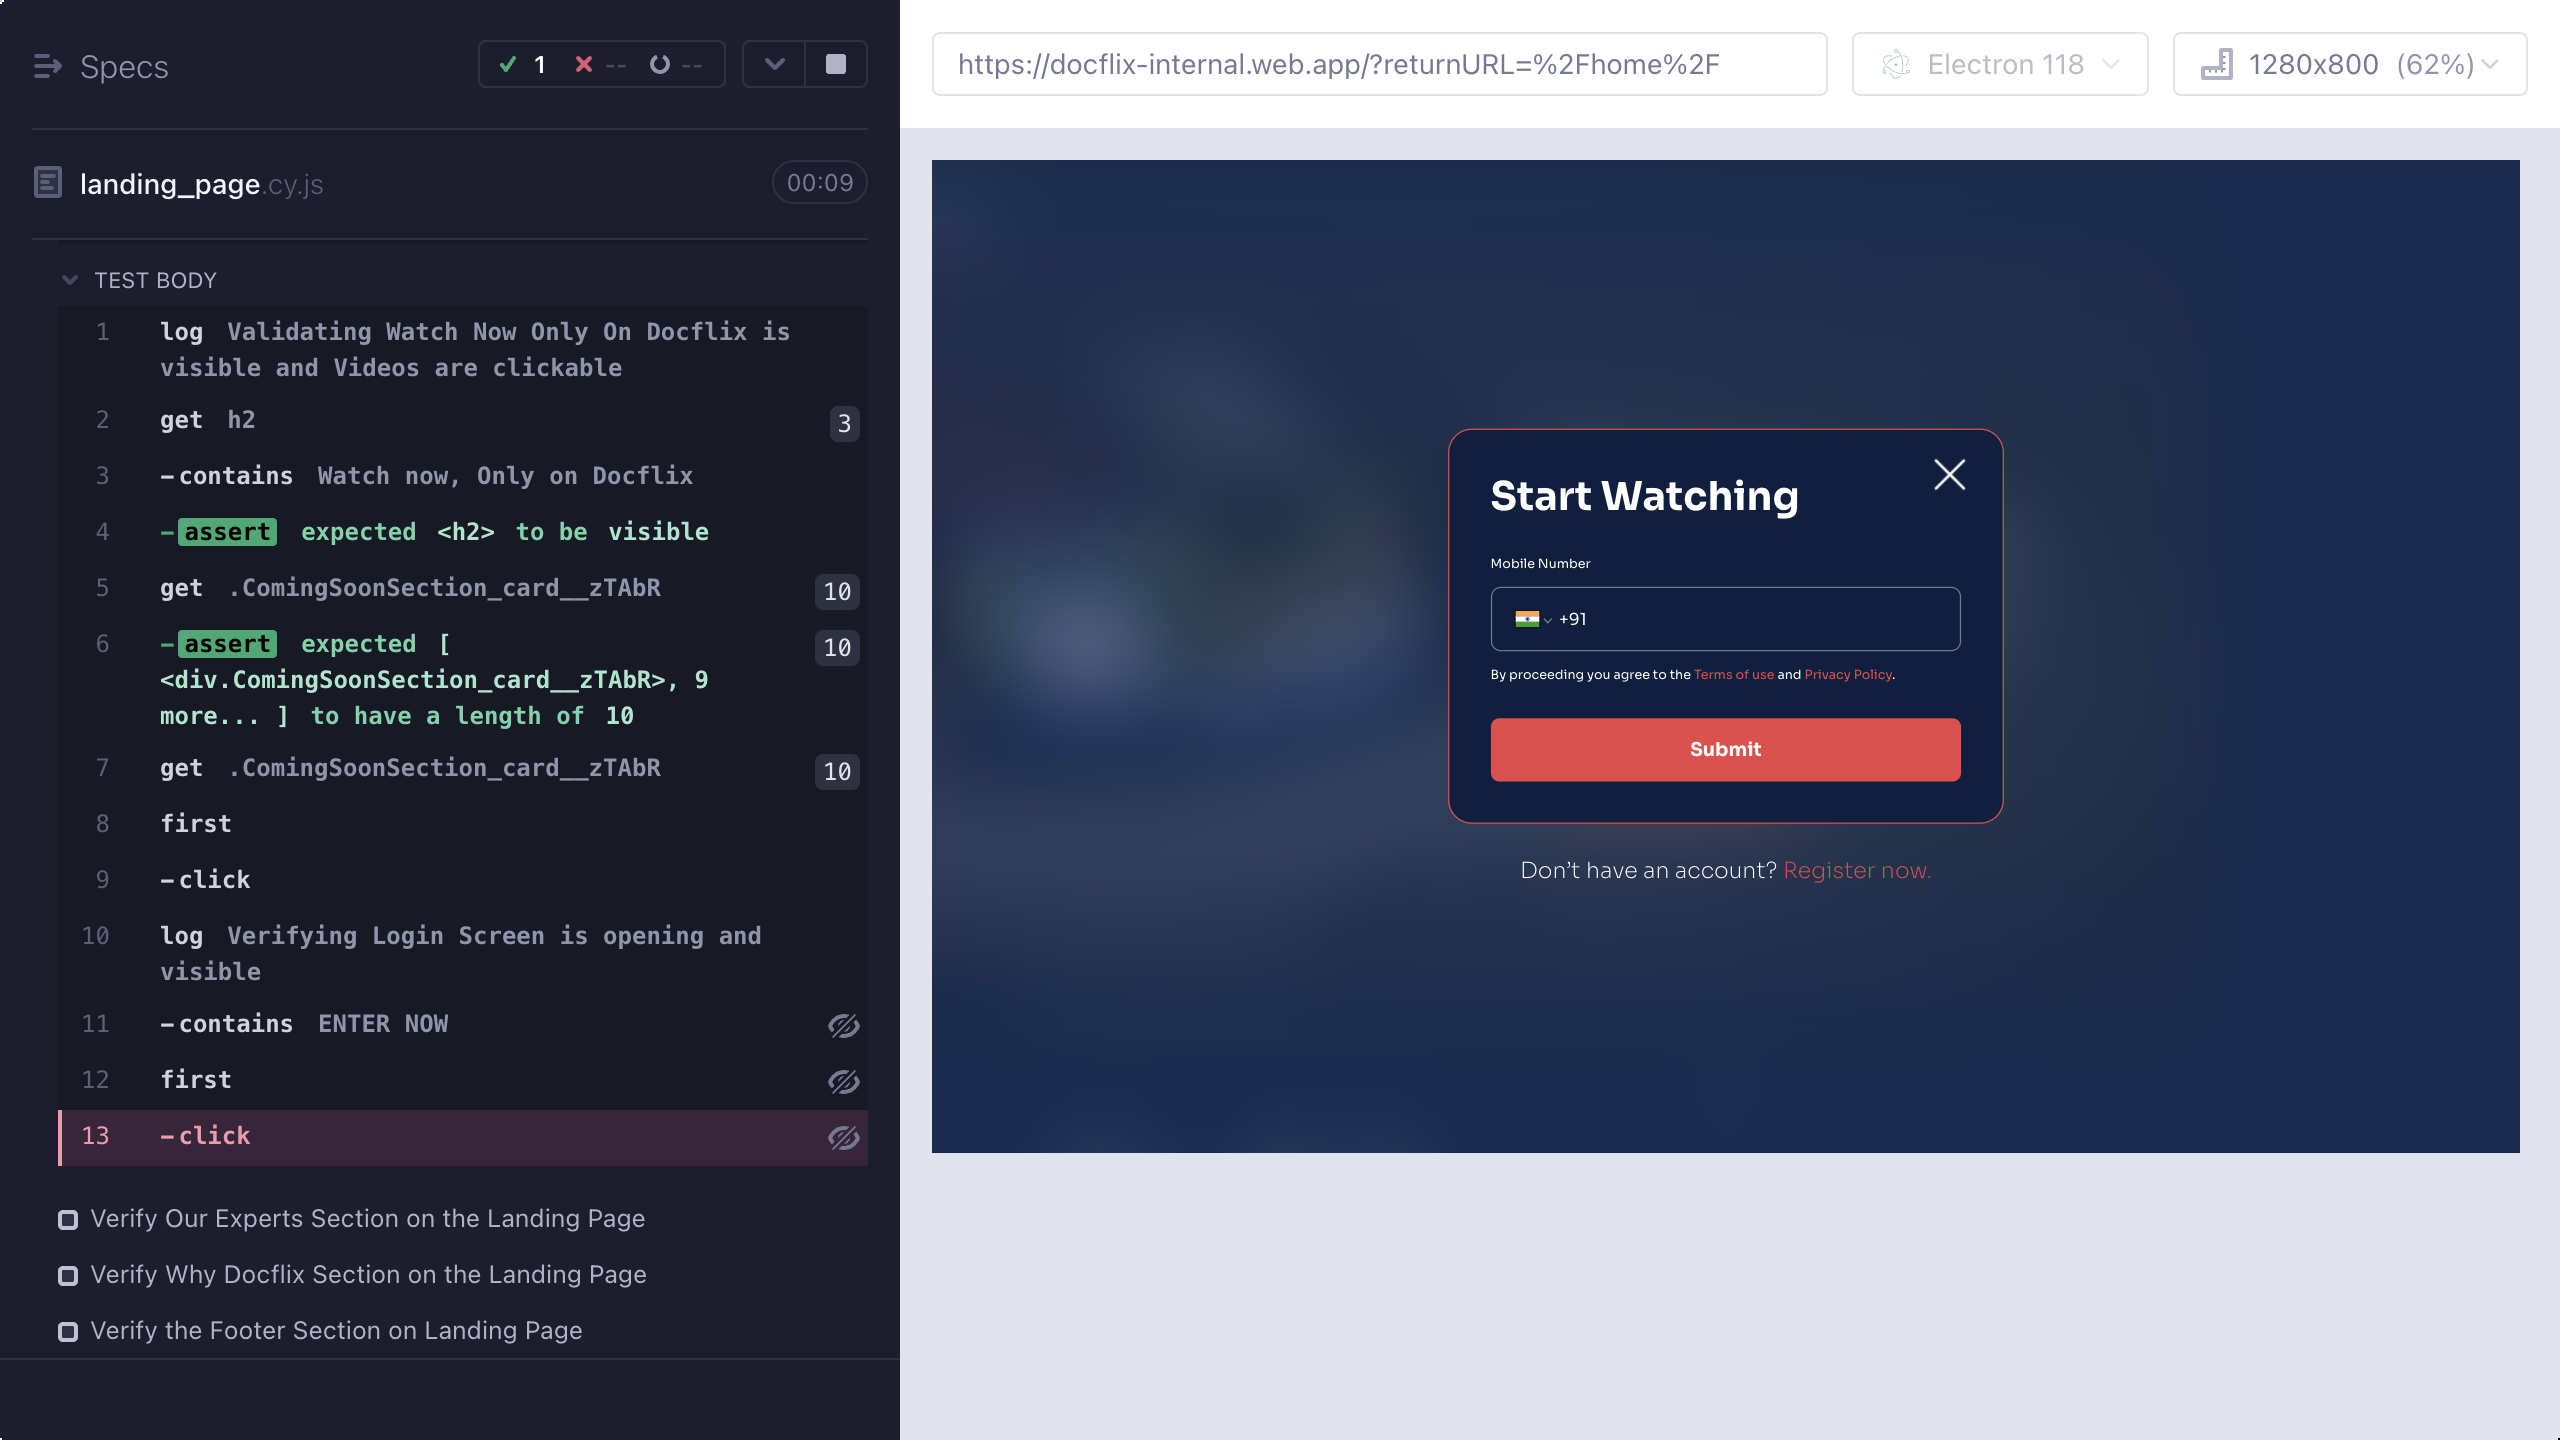 Specs
1
--
--
landing_page.cy.js
00:09
TEST BODY
1 log Validating Watch Now Only On Docflix is
visible and Videos are clickable
2 get h2 3
3 -contains Watch now, Only on Docflix
4 -assert expected <h2> to be visible
5 get .ComingSoonSection_card__zTAbR 10
6 -assert expected [ 10
<div.ComingSoonSection_card__zTAbR>, 9
more... ] to have a length of 10
7 get .ComingSoonSection_card__zTAbR 10
8 first
9 -click
10 log Verifying Login Screen is opening and
visible
11 -contains ENTER NOW
12 first
13 -click
Verify Our Experts Section on the Landing Page
Verify Why Docflix Section on the Landing Page
Verify the Footer Section on Landing Page
https://docflix-internal.web.app/?returnURL=%2Fhome%2F
Electron 118
1280x800 (62%)
Start Watching
Mobile Number
+91
By proceeding you agree to the Terms of use and Privacy Policy.
Submit
Don’t have an account? Register now.